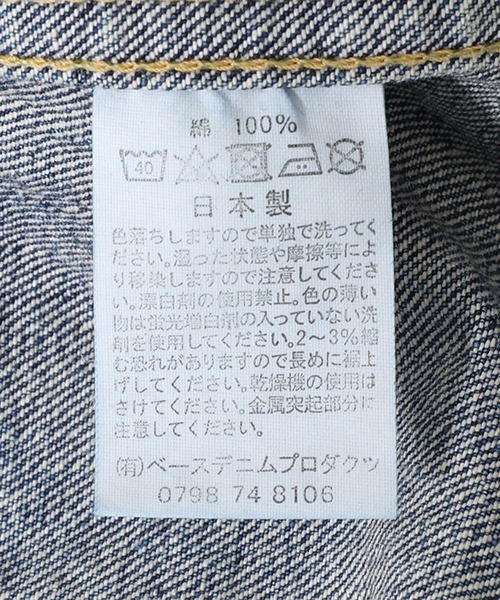 綿 100%
40
日本製
色落ちしますので単独で洗ってく
ださい。湿った状態や摩擦等によ
り移染しますので注意してくださ
い。漂白剤の使用禁止。色の薄い
物は蛍光増白剤の入っていない洗
剤を使用してください。2～3%縮
む恐れがありますので長めに裾上
げしてください。乾燥機の使用は
さけてください。金属突起部分に
注意してください。
(有)ベースデニムプロダクツ
0798 74 8106